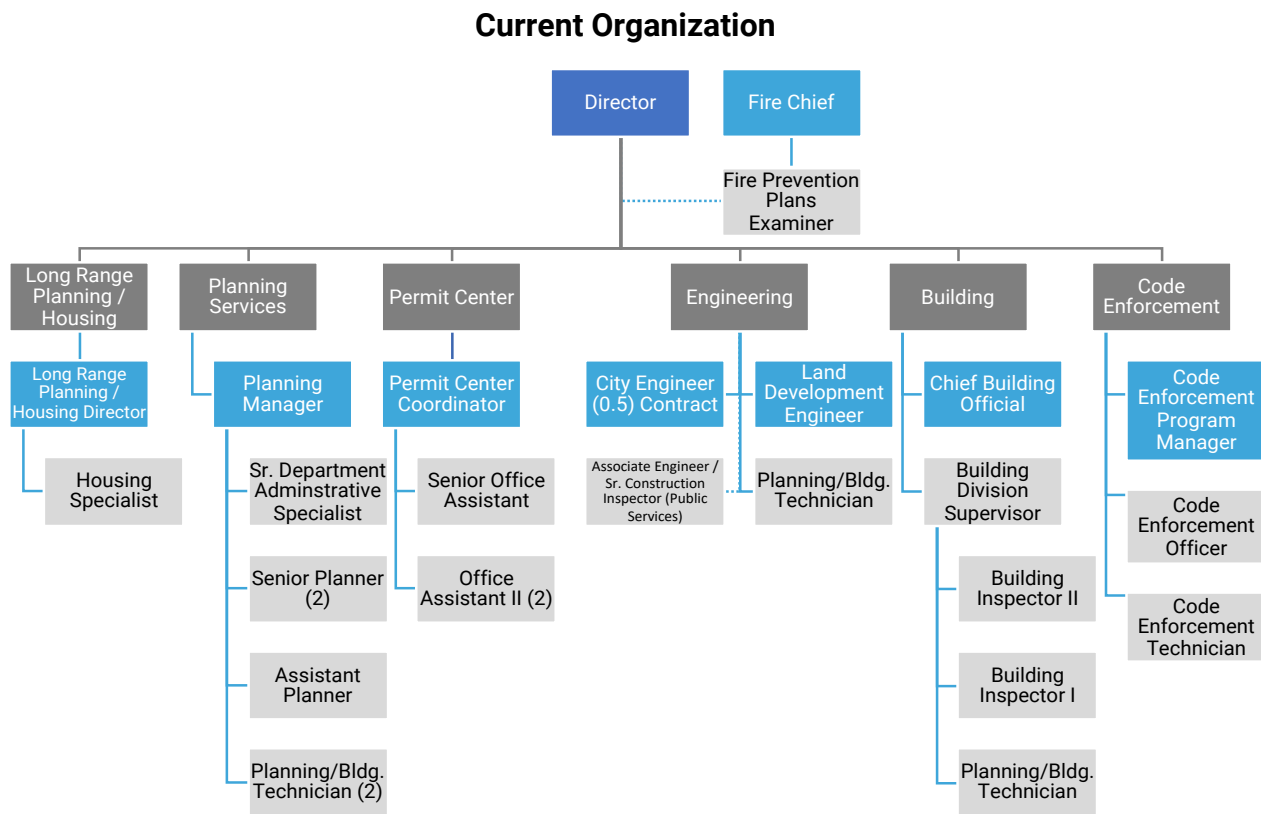 Current Organization
Director
Fire Chief
Fire Prevention
Plans
Examiner
Long Range
Planning /
Housing
Planning
Services
Permit Center
Engineering
Building
Code
Enforcement
Long Range
Planning /
Housing Director
Planning
Manager
Permit Center
Coordinator
City Engineer
(0.5) Contract
Land
Development
Engineer
Chief Building
Official
Code
Enforcement
Program
Manager
Housing
Specialist
Sr. Department
Adminstrative
Specialist
Senior Office
Assistant
Associate Engineer /
Sr. Construction
Inspector (Public
Services)
Planning/Bldg.
Technician
Building
Division
Supervisor
Code
Enforcement
Officer
Senior Planner
(2)
Office
Assistant II (2)
Building
Inspector II
Code
Enforcement
Technician
Assistant
Planner
Building
Inspector I
Planning/Bldg.
Technician (2)
Planning/Bldg.
Technician